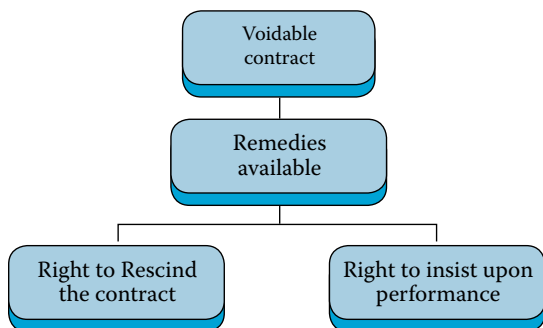 Voidable
contract
Remedies
available
Right to Rescind
the contract
Right to insist upon
performance